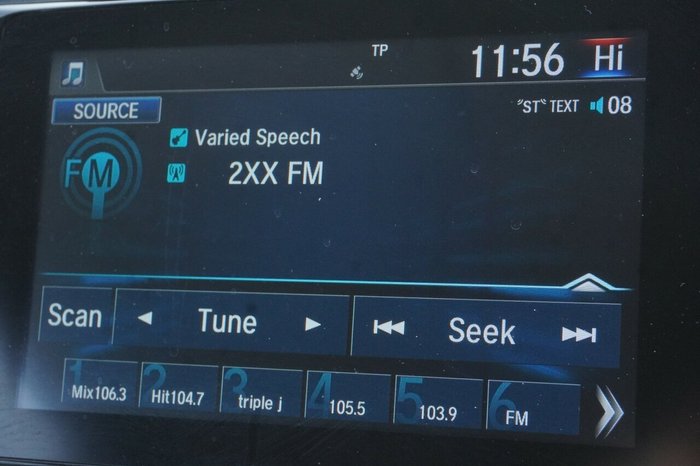 TP
11:56
Hi
SOURCE
"ST" TEXT
08
FM
Varied Speech
2XX FM
Scan
Tune
Seek
1 Mix106.3
2 Hit104.7
3 triple j
4 105.5
5 103.9
6 FM